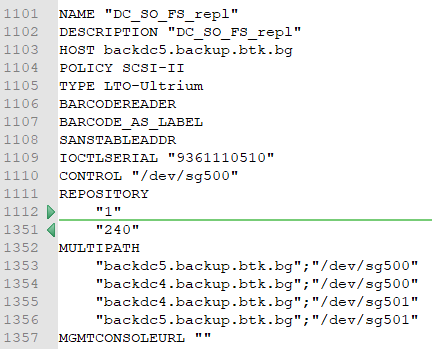 1101 NAME "DC_SO_FS_repl"
1102 DESCRIPTION "DC_SO_FS_repl"
1103 HOST backdc5.backup.btk.bg
1104 POLICY SCSI-II
1105 TYPE LTO-Ultrium
1106 BARCODEREADER
1107 BARCODE_AS_LABEL
1108 SANSTABLEADDR
1109 IOCTLSERIAL "9361110510"
1110 CONTROL "/dev/sg500"
1111 REPOSITORY
1112 "1"
1351 "240"
1352 MULTIPATH
1353 "backdc5.backup.btk.bg";"/dev/sg500"
1354 "backdc4.backup.btk.bg";"/dev/sg500"
1355 "backdc4.backup.btk.bg";"/dev/sg501"
1356 "backdc5.backup.btk.bg";"/dev/sg501"
1357 MGMTCONSOLEURL ""